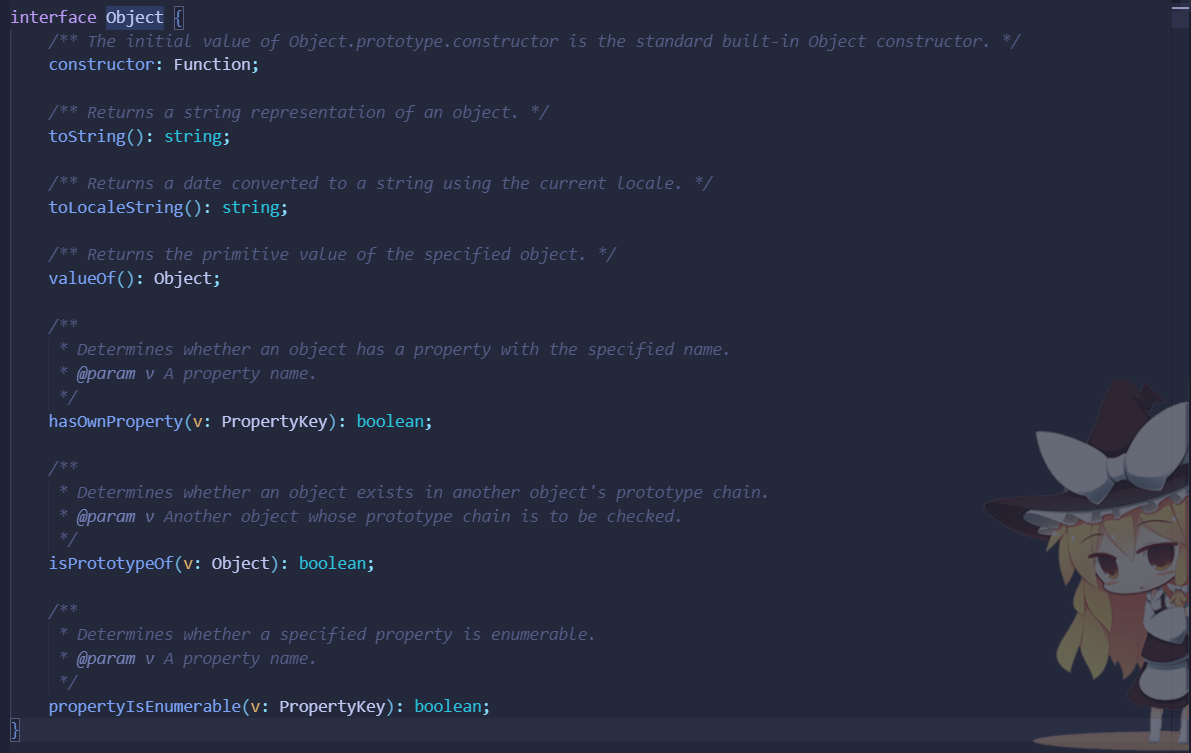 interface Object {
/** The initial value of Object.prototype.constructor is the standard built-in Object constructor. */
constructor: Function;
/** Returns a string representation of an object. */
toString(): string;
/** Returns a date converted to a string using the current locale. */
toLocaleString(): string;
/** Returns the primitive value of the specified object. */
valueOf(): Object;
/**
* Determines whether an object has a property with the specified name.
* @param v A property name.
*/
hasOwnProperty(v: PropertyKey): boolean;
/**
* Determines whether an object exists in another object's prototype chain.
* @param v Another object whose prototype chain is to be checked.
*/
isPrototypeOf(v: Object): boolean;
/**
* Determines whether a specified property is enumerable.
* @param v A property name.
*/
propertyIsEnumerable(v: PropertyKey): boolean;
}